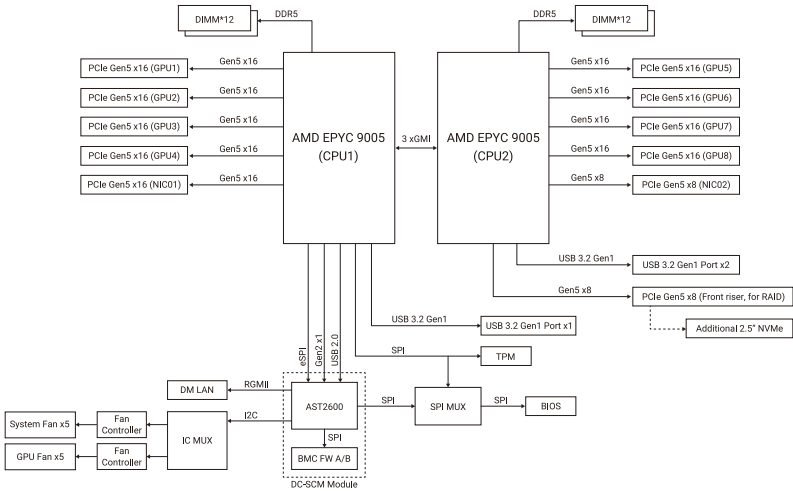 DIMM*12
DDR5
DDR5
DIMM*12
PCIe Gen5 x16 (GPU1)
Gen5 x16
PCIe Gen5 x16 (GPU2)
Gen5 x16
PCIe Gen5 x16 (GPU3)
Gen5 x16
PCIe Gen5 x16 (GPU4)
Gen5 x16
PCIe Gen5 x16 (NIC01)
Gen5 x16
AMD EPYC 9005
(CPU1)
3 xGMI
AMD EPYC 9005
(CPU2)
Gen5 x16
PCIe Gen5 x16 (GPU5)
Gen5 x16
PCIe Gen5 x16 (GPU6)
Gen5 x16
PCIe Gen5 x16 (GPU7)
Gen5 x16
PCIe Gen5 x16 (GPU8)
Gen5 x8
PCIe Gen5 x8 (NIC02)
USB 3.2 Gen1
USB 3.2 Gen1 Port x2
Gen5 x8
PCIe Gen5 x8 (Front riser, for RAID)
Additional 2.5" NVMe
USB 3.2 Gen1
USB 3.2 Gen1 Port x1
eSPI
Gen2 x1
USB 2.0
SPI
TPM
DM LAN
RGMII
AST2600
SPI
SPI MUX
SPI
BIOS
I2C
IC MUX
Fan
Controller
System Fan x5
Fan
Controller
GPU Fan x5
SPI
BMC FW A/B
DC-SCM Module